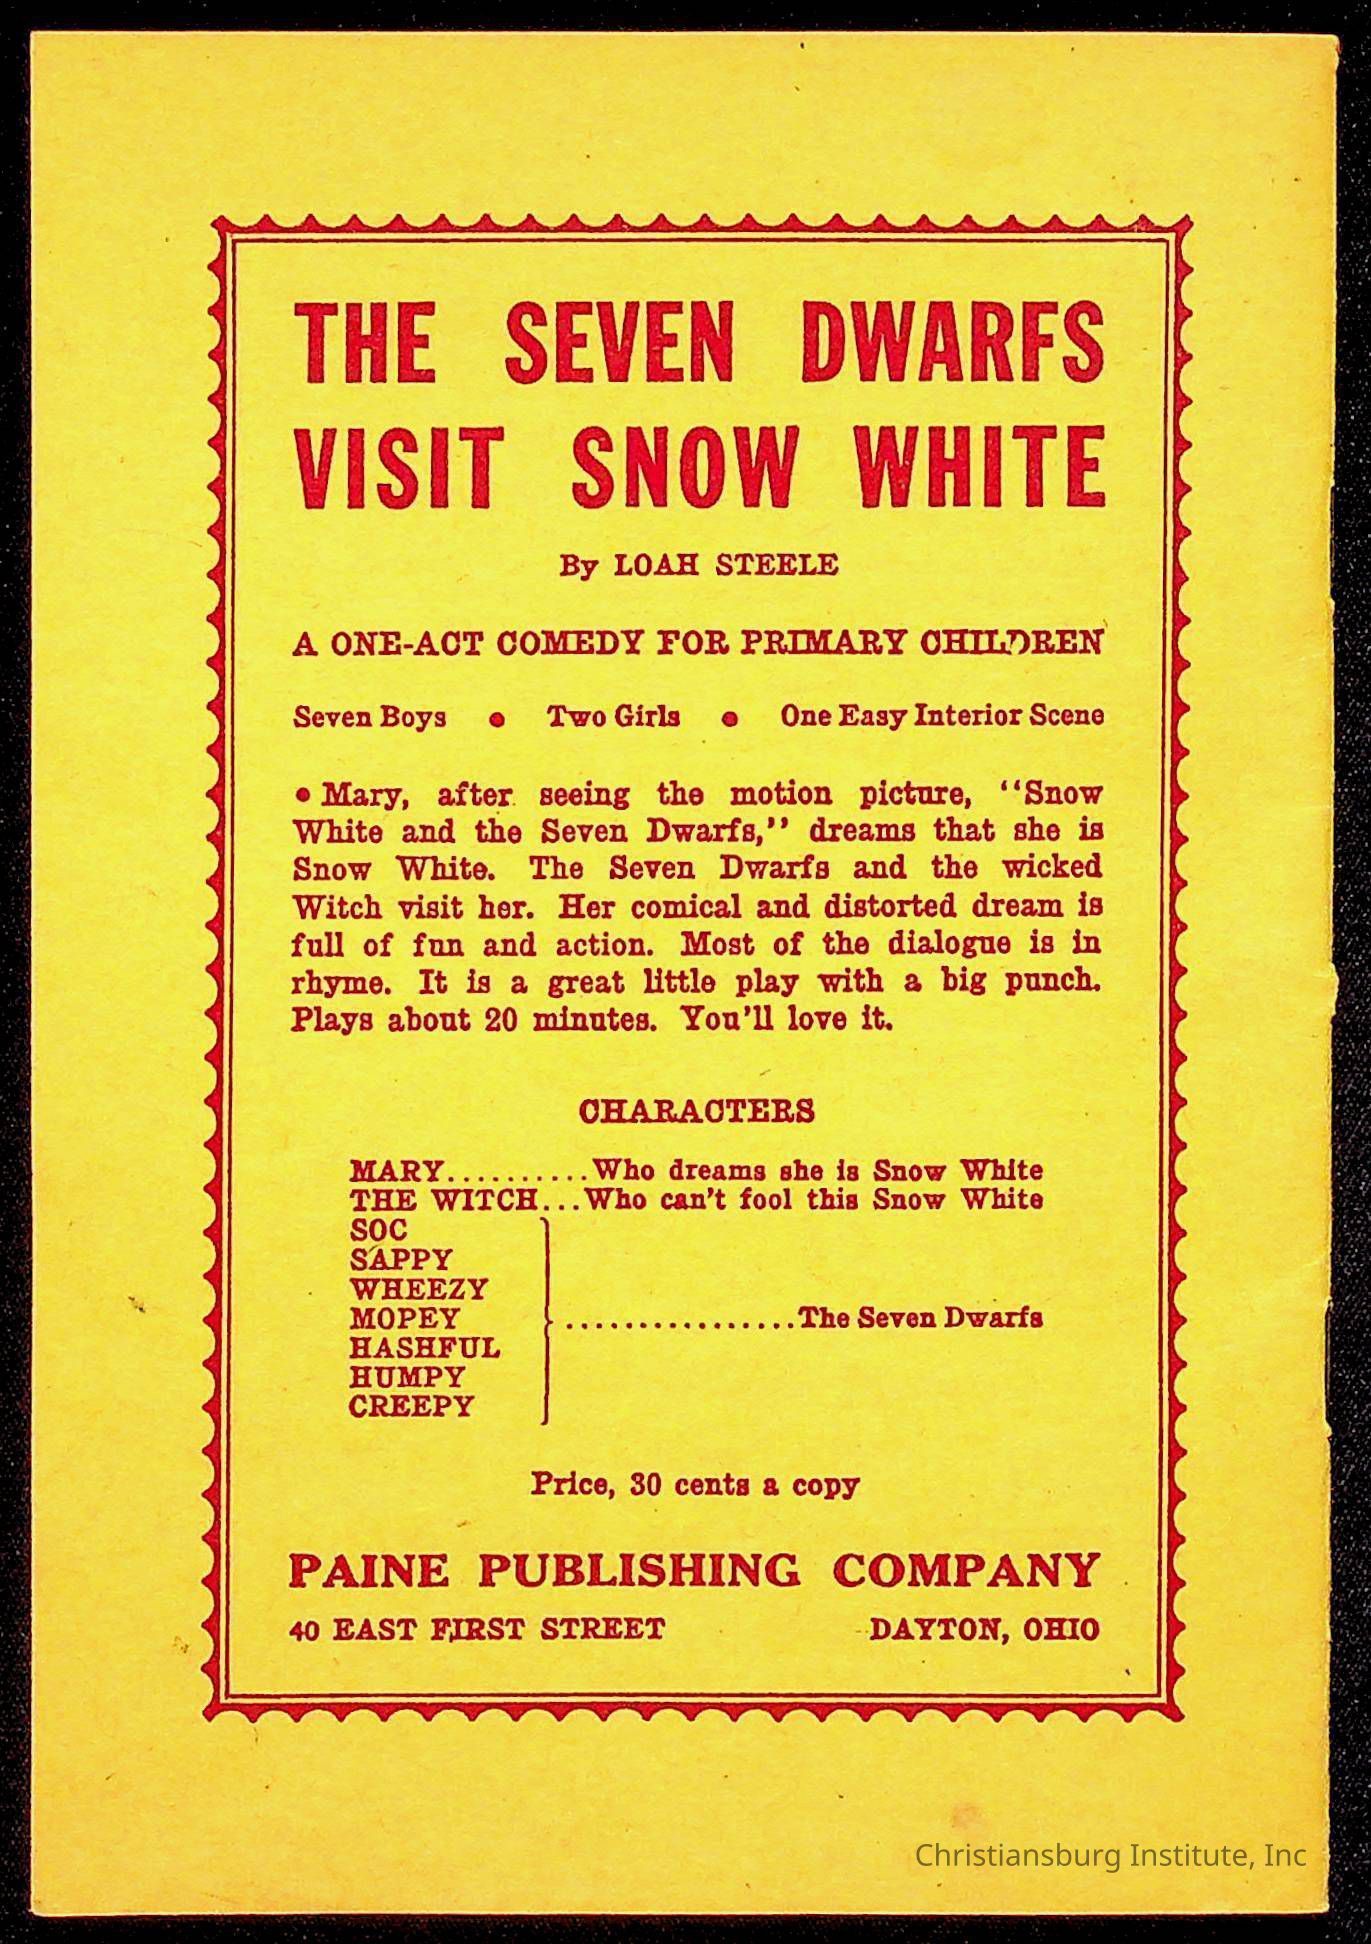 THE SEVEN DWARFS
VISIT SNOW WHITE
By LOAH STEELE
A ONE-ACT COMEDY FOR PRIMARY CHILDREN
Seven Boys • Two Girls • One Easy Interior Scene
• Mary, after seeing the motion picture, "Snow
White and the Seven Dwarfs," dreams that she is
Snow White. The Seven Dwarfs and the wicked
Witch visit her. Her comical and distorted dream is
full of fun and action. Most of the dialogue is in
rhyme. It is a great little play with a big punch.
Plays about 20 minutes. You'll love it.
CHARACTERS
MARY..........Who dreams she is Snow White
THE WITCH...Who can't fool this Snow White
SOC
SAPPY
WHEEZY
MOPEY ................The Seven Dwarfs
HASHFUL
HUMPY
CREEPY
Price, 30 cents a copy
PAINE PUBLISHING COMPANY
40 EAST FIRST STREET DAYTON, OHIO
Christiansburg Institute, Inc